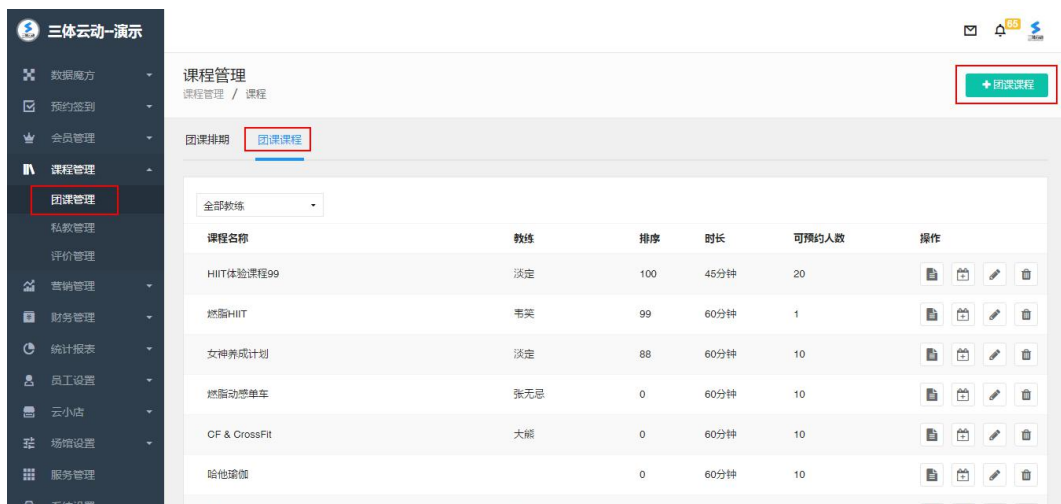 三体云动--演示
65
数据魔方
预约签到
会员管理
课程管理
团课管理
私教管理
评价管理
营销管理
财务管理
统计报表
员工设置
云小店
场馆设置
服务管理
课程管理
课程管理 / 课程
+团课课程
团课排期 团课课程
全部教练
课程名称 教练 排序 时长 可预约人数 操作
HIIT体验课程99 淡定 100 45分钟 20
燃脂HIIT 韦笑 99 60分钟 1
女神养成计划 淡定 88 60分钟 10
燃脂动感单车 张无忌 0 60分钟 10
CF & CrossFit 大熊 0 60分钟 10
哈他瑜伽 0 60分钟 10